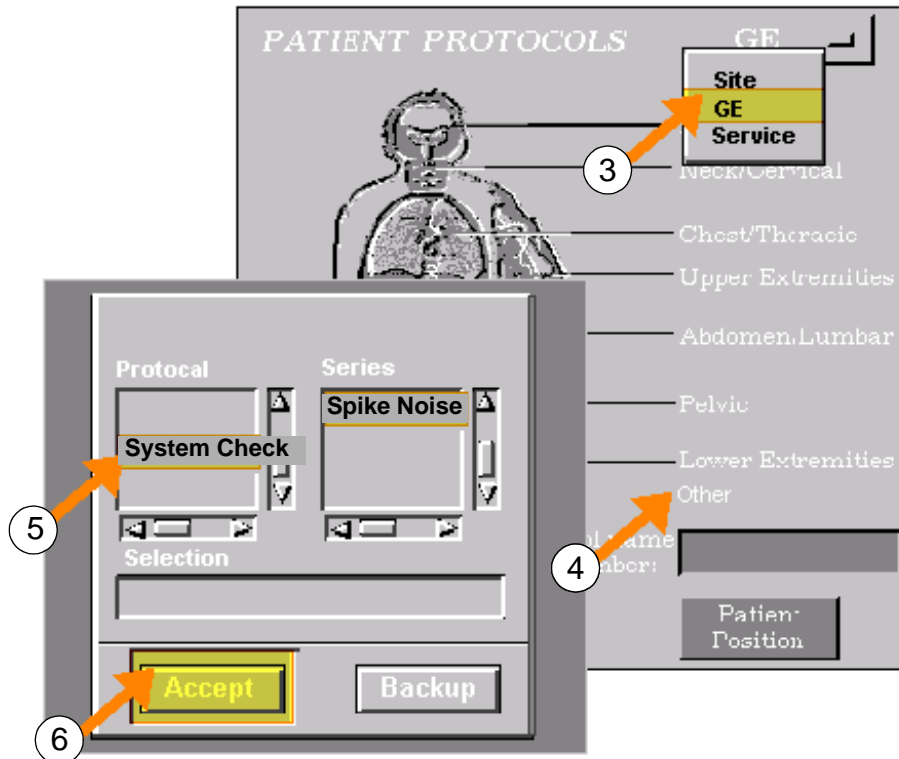 PATIENT PROTOCOLS GE
Site
GE
Service
3
Neck/Cervical
Chest/Thoracic
Upper Extremities
Abdomen/Lumbar
Pelvic
Lower Extremities
Other
4
name
Patient
Position
Protocal
Series
System Check
Spike Noise
5
Selection
Accept
Backup
6